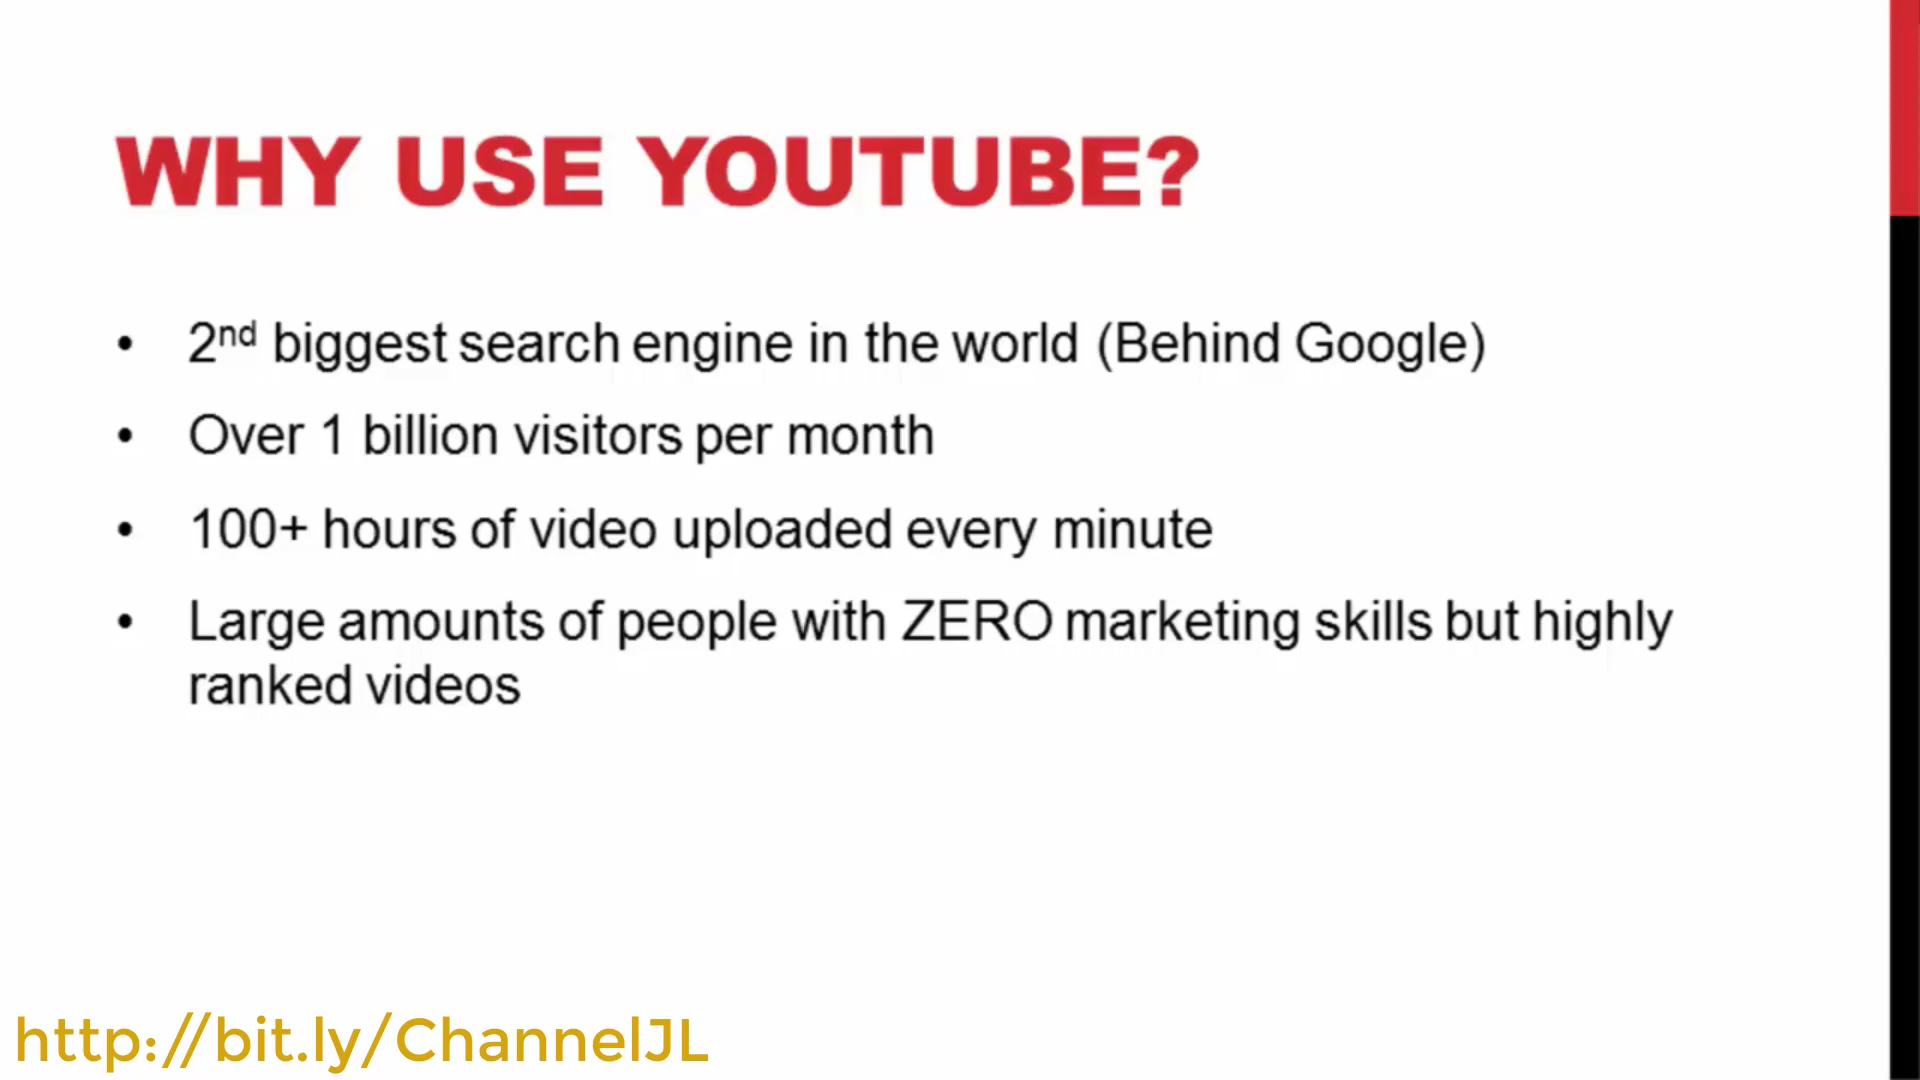 WHY USE YOUTUBE?
• 2nd biggest search engine in the world (Behind Google)
• Over 1 billion visitors per month
• 100+ hours of video uploaded every minute
• Large amounts of people with ZERO marketing skills but highly
ranked videos
http://bit.ly/ChannelJL